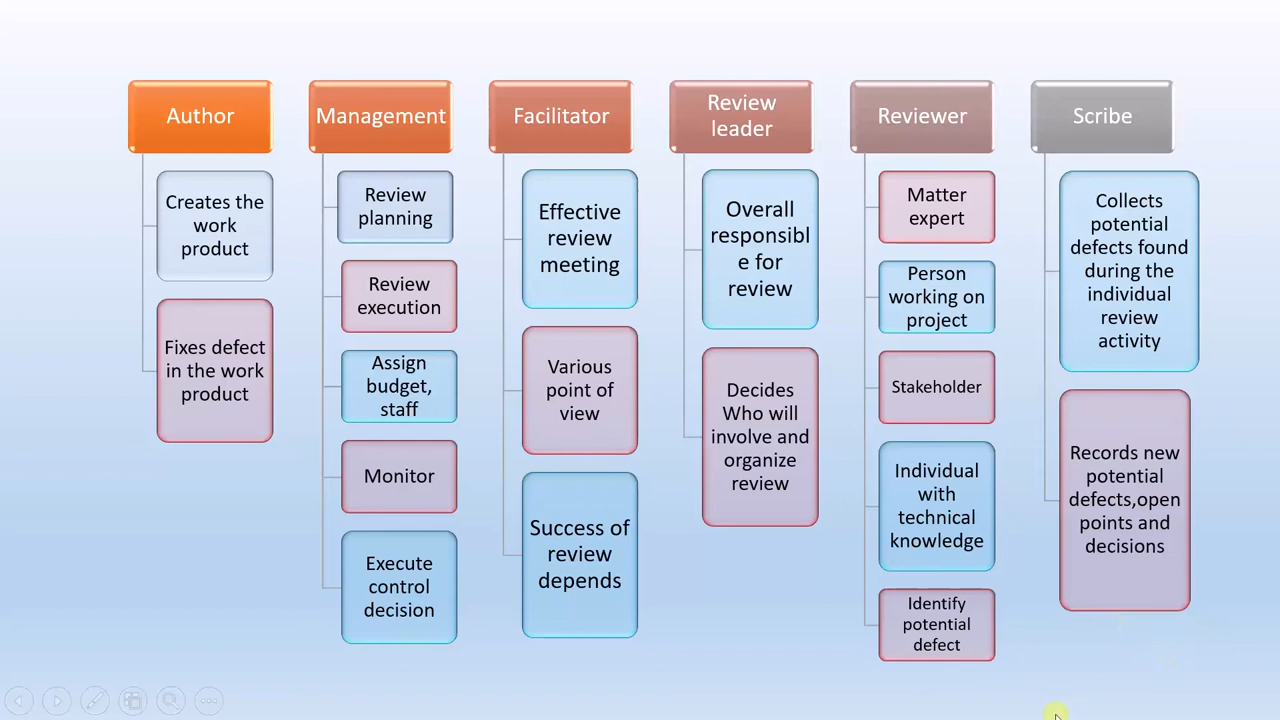 Author
Creates the
work
product
Fixes defect
in the work
product
Management
Review
planning
Review
execution
Assign
budget,
staff
Monitor
Execute
control
decision
Facilitator
Effective
review
meeting
Various
point of
view
Success of
review
depends
Review
leader
Overall
responsibl
e for
review
Decides
Who will
involve and
organize
review
Reviewer
Matter
expert
Person
working on
project
Stakeholder
Individual
with
technical
knowledge
Identify
potential
defect
Scribe
Collects
potential
defects found
during the
individual
review
activity
Records new
potential
defects,open
points and
decisions